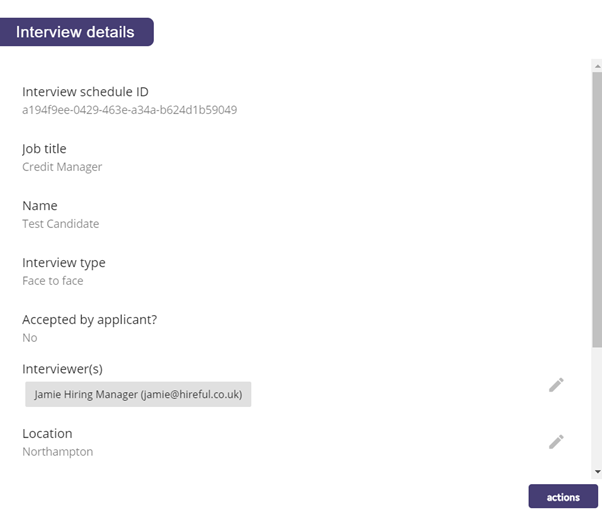 Interview details
Interview schedule ID
a194f9ee-0429-463e-a34a-b624d1b59049
Job title
Credit Manager
Name
Test Candidate
Interview type
Face to face
Accepted by applicant?
No
Interviewer(s)
Jamie Hiring Manager (jamie@hireful.co.uk)
Location
Northampton
actions